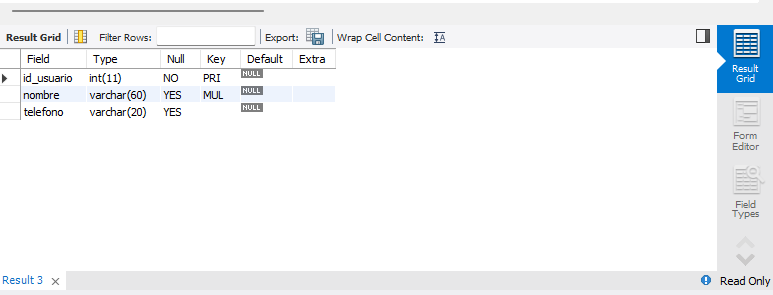 Result Grid Filter Rows: Export: Wrap Cell Content:
Field Type Null Key Default Extra
id_usuario int(11) NO PRI NULL
nombre varchar(60) YES MUL NULL
telefono varchar(20) YES NULL
Result
Grid
Form
Editor
Field
Types
Result 3 Read Only